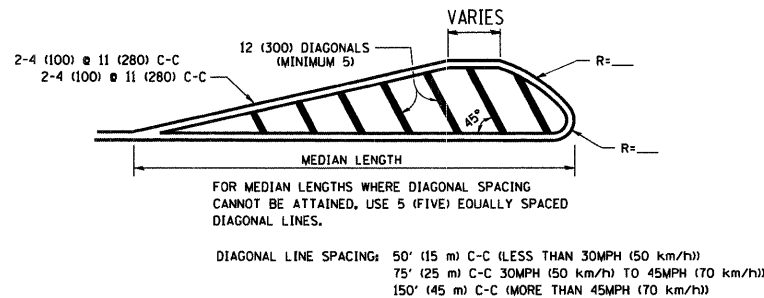 VARIES
12 (300) DIAGONALS
(MINIMUM 5)
2-4 (100) @ 11 (280) C-C
2-4 (100) @ 11 (280) C-C
R=___
45°
R=___
MEDIAN LENGTH
FOR MEDIAN LENGTHS WHERE DIAGONAL SPACING
CANNOT BE ATTAINED, USE 5 (FIVE) EQUALLY SPACED
DIAGONAL LINES.
DIAGONAL LINE SPACING: 50' (15 m) C-C (LESS THAN 30MPH (50 km/h))
75' (25 m) C-C 30MPH (50 km/h) TO 45MPH (70 km/h))
150' (45 m) C-C (MORE THAN 45MPH (70 km/h))